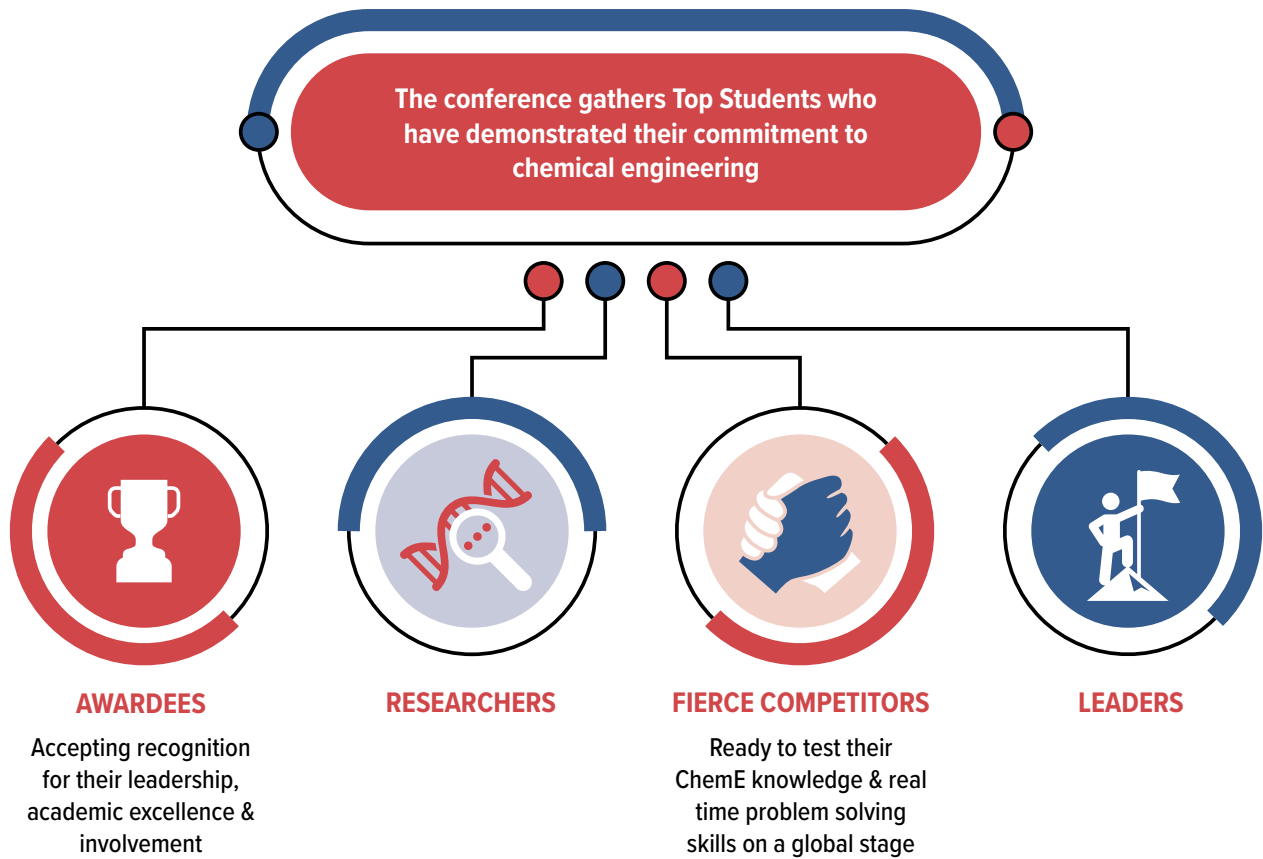 The conference gathers Top Students who
have demonstrated their commitment to
chemical engineering
AWARDEES
Accepting recognition
for their leadership,
academic excellence &
involvement
RESEARCHERS
FIERCE COMPETITORS
Ready to test their
ChemE knowledge & real
time problem solving
skills on a global stage
LEADERS